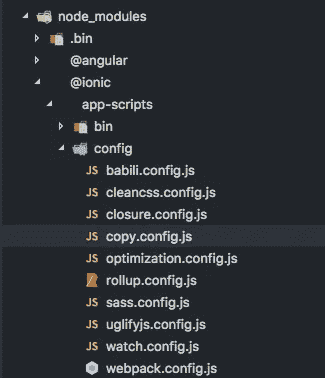 node_modules
.bin
@angular
@ionic
app-scripts
bin
config
JS babili.config.js
JS cleancss.config.js
JS closure.config.js
JS copy.config.js
JS optimization.config.js
rollup.config.js
JS sass.config.js
JS uglifyjs.config.js
JS watch.config.js
webpack.config.js